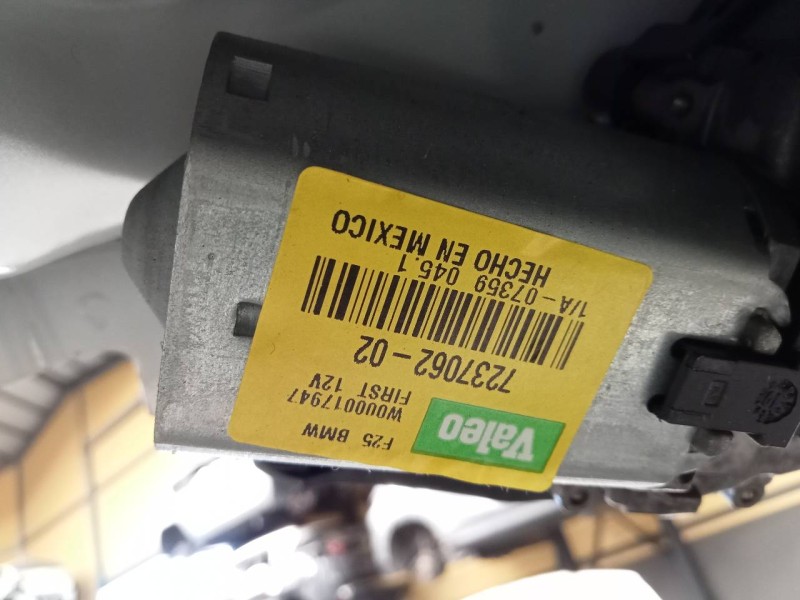 Valeo
F25 BMW
W000017947
FIRST 12V
7237062-02
1/A-07359 045.1
HECHO EN MEXICO